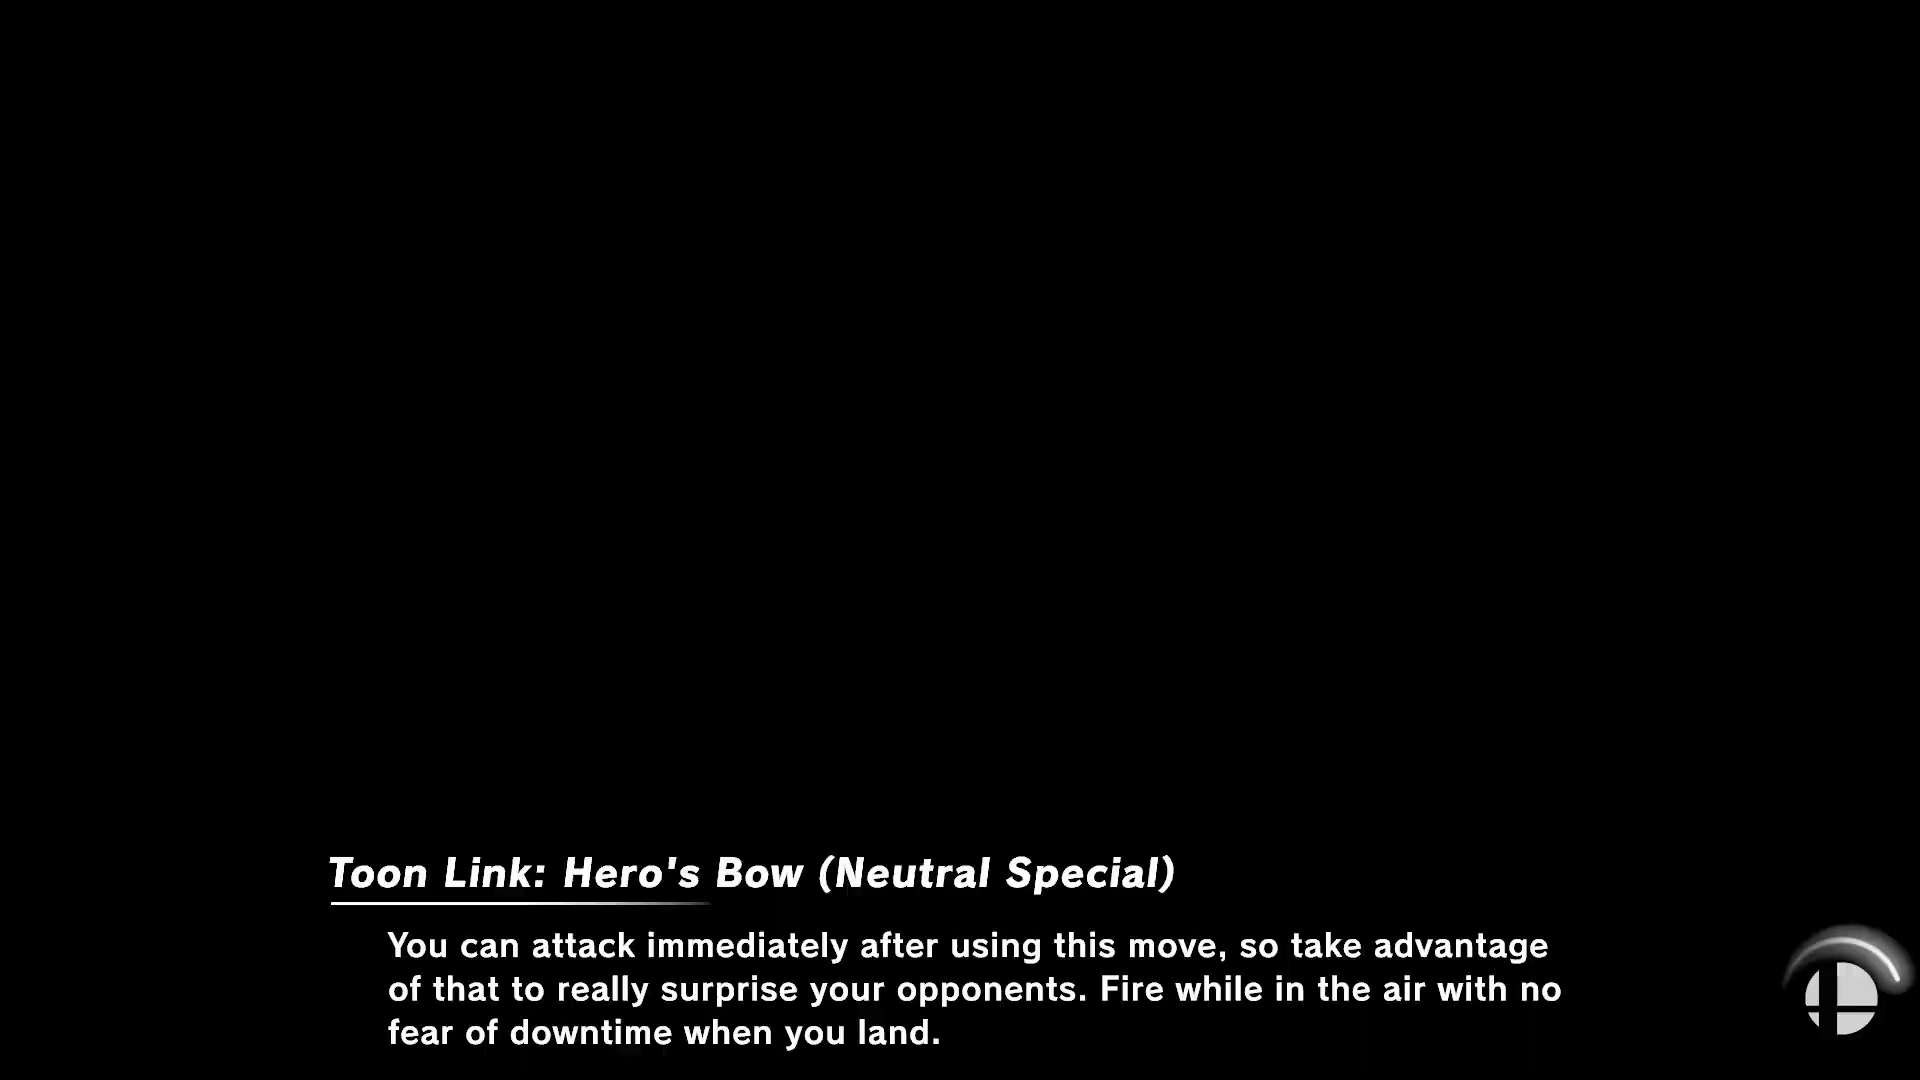 Toon Link: Hero's Bow (Neutral Special)
You can attack immediately after using this move, so take advantage
of that to really surprise your opponents. Fire while in the air with no
fear of downtime when you land.